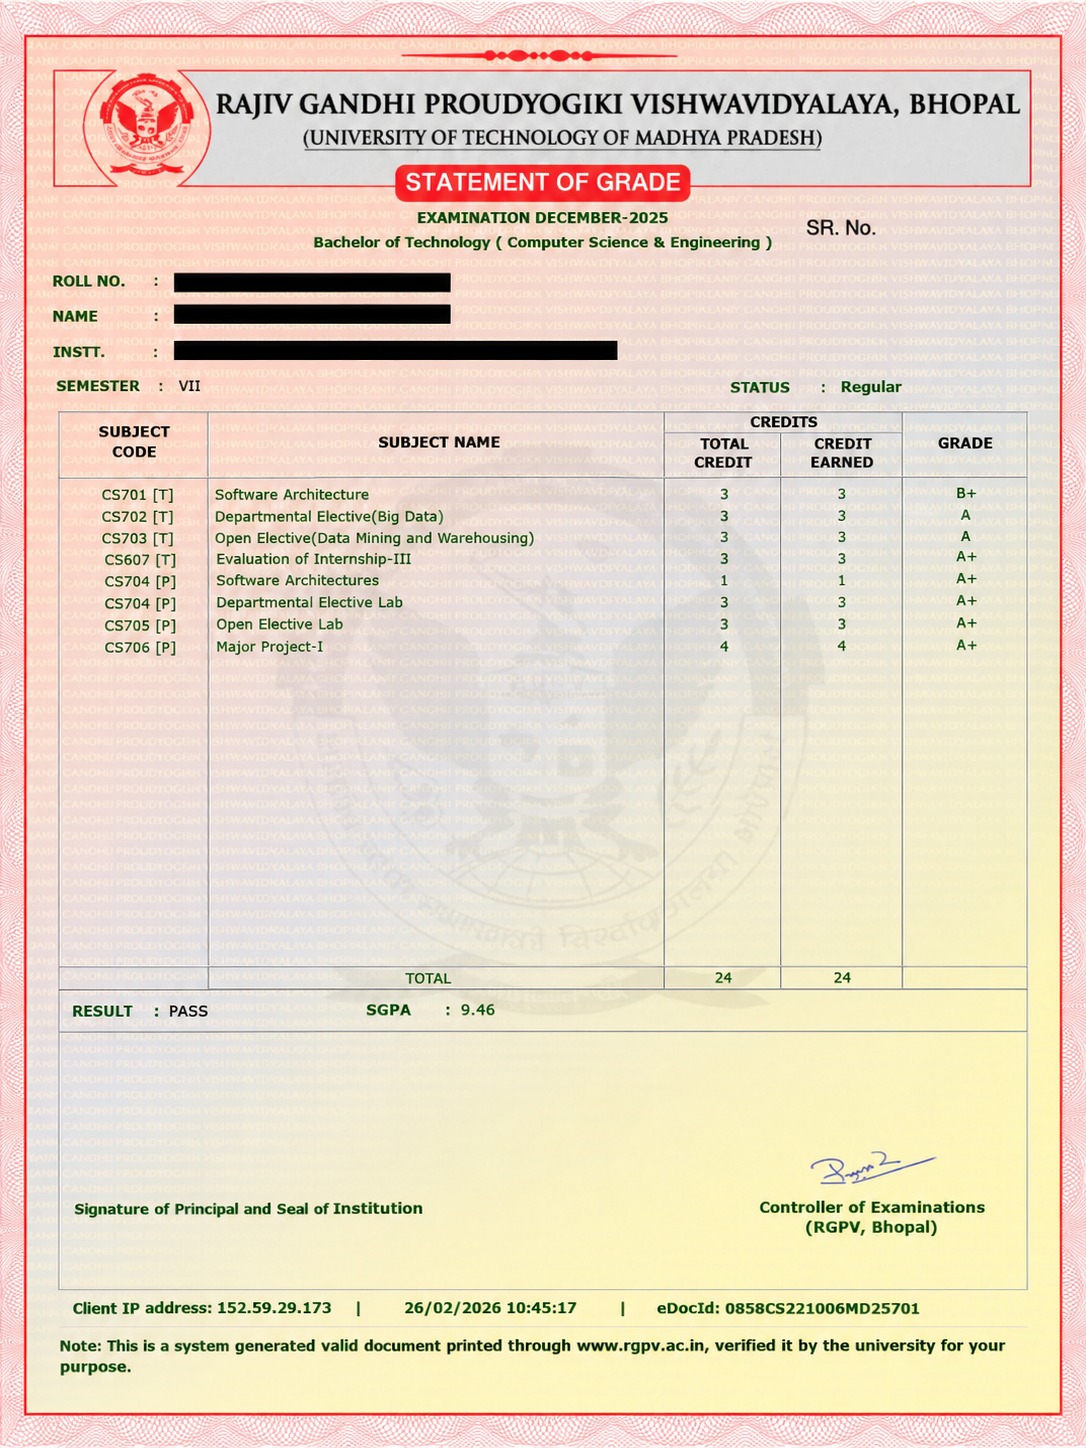 RAJIV GANDHI PROUDYOGIKI VISHWAVIDYALAYA, BHOPAL
(UNIVERSITY OF TECHNOLOGY OF MADHYA PRADESH)
STATEMENT OF GRADE
EXAMINATION DECEMBER-2025
SR. No.
Bachelor of Technology ( Computer Science & Engineering )
ROLL NO. :
NAME :
INSTT. :
SEMESTER : VII STATUS : Regular
SUBJECT CODE SUBJECT NAME CREDITS GRADE
TOTAL CREDIT CREDIT EARNED
CS701 [T] Software Architecture 3 3 B+
CS702 [T] Departmental Elective(Big Data) 3 3 A
CS703 [T] Open Elective(Data Mining and Warehousing) 3 3 A
CS607 [T] Evaluation of Internship-III 3 3 A+
CS704 [P] Software Architectures 1 1 A+
CS704 [P] Departmental Elective Lab 3 3 A+
CS705 [P] Open Elective Lab 3 3 A+
CS706 [P] Major Project-I 4 4 A+
TOTAL 24 24
RESULT : PASS SGPA : 9.46
Signature of Principal and Seal of Institution
Controller of Examinations
(RGPV, Bhopal)
Client IP address: 152.59.29.173 | 26/02/2026 10:45:17 | eDocId: 0858CS221006MD25701
Note: This is a system generated valid document printed through www.rgpv.ac.in, verified it by the university for your
purpose.